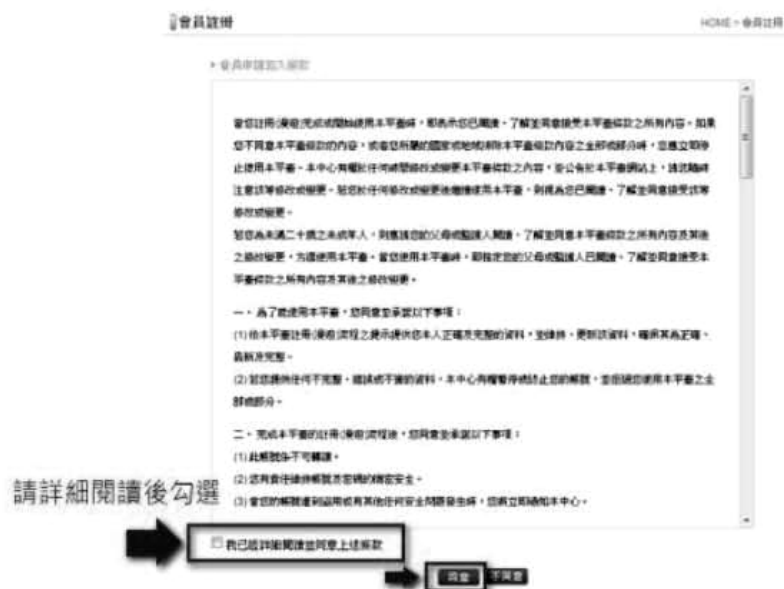 會員註冊
HOME > 會員註冊
會員申請加入條款
當您註冊(漫遊)完成或開始使用本平臺時，即表示您已閱讀、了解並同意接受本平臺條款之所有內容。如果
您不同意本平臺條款的內容，或者您所屬的國家或地域排除本平臺條款內容之全部或部分時，您應立即停
止使用本平臺。本中心有權於任何時間修改或變更本平臺條款之內容，並公告於本平臺網站上，請您隨時
注意該等修改或變更。若您於任何修改或變更後繼續使用本平臺，則視為您已閱讀、了解並同意接受該等
修改或變更。
若您為未滿二十歲之未成年人，則應請您的父母或監護人閱讀、了解並同意本平臺條款之所有內容及其後
之修改變更，方得使用本平臺。當您使用本平臺時，即推定您的父母或監護人已閱讀、了解並同意接受本
平臺條款之所有內容及其後之修改變更。
一、為了能使用本平臺，您同意並承諾以下事項：
(1) 依本平臺註冊(漫遊)流程之提示提供您本人正確及完整的資料，並維持、更新該資料，確保其為正確、
最新及完整。
(2) 若您提供任何不完整、錯誤或不實的資料，本中心有權暫停或終止您的帳號，並拒絕您使用本平臺之全
部或部分。
二、完成本平臺的註冊(漫遊)流程後，您同意並承諾以下事項：
(1) 此帳號係不可轉讓。
(2) 您有責任維持帳號及密碼的機密安全。
(3) 當您的帳號遭到盜用或有其他任何安全問題發生時，您將立即通知本中心。
請詳細閱讀後勾選
我已經詳細閱讀並同意上述條款
同意 不同意